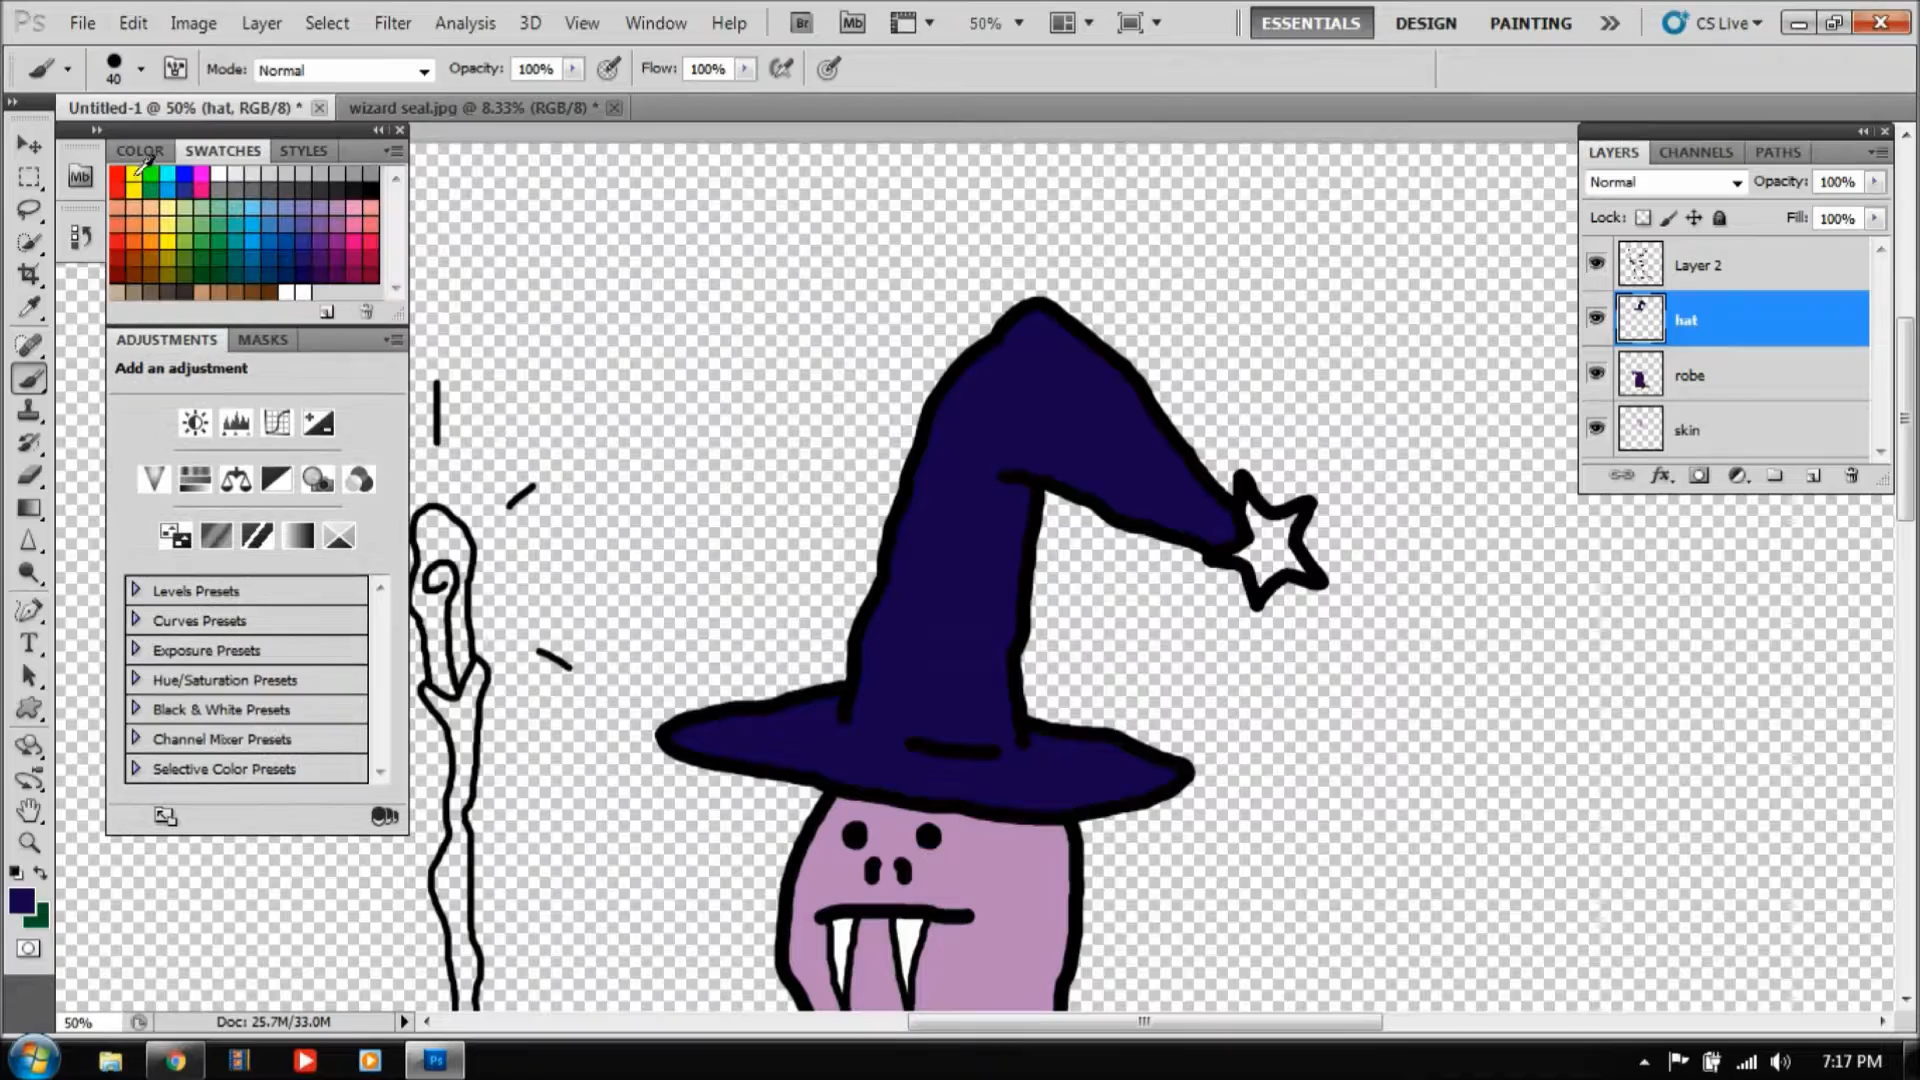 Ps File Edit Image Layer Select Filter Analysis 3D View Window Help Br Mb 50% ESSENTIALS DESIGN PAINTING CS Live
40 Mode: Normal Opacity: 100% Flow: 100%
Untitled-1 @ 50% (hat, RGB/8) * wizard seal.jpg @ 8.33% (RGB/8) *
Mb
COLOR SWATCHES STYLES
ADJUSTMENTS MASKS
Add an adjustment
Levels Presets
Curves Presets
Exposure Presets
Hue/Saturation Presets
Black & White Presets
Channel Mixer Presets
Selective Color Presets
LAYERS CHANNELS PATHS
Normal Opacity: 100%
Lock: Fill: 100%
Layer 2
hat
robe
skin
50% Doc: 25.7M/33.0M
Ps 7:17 PM